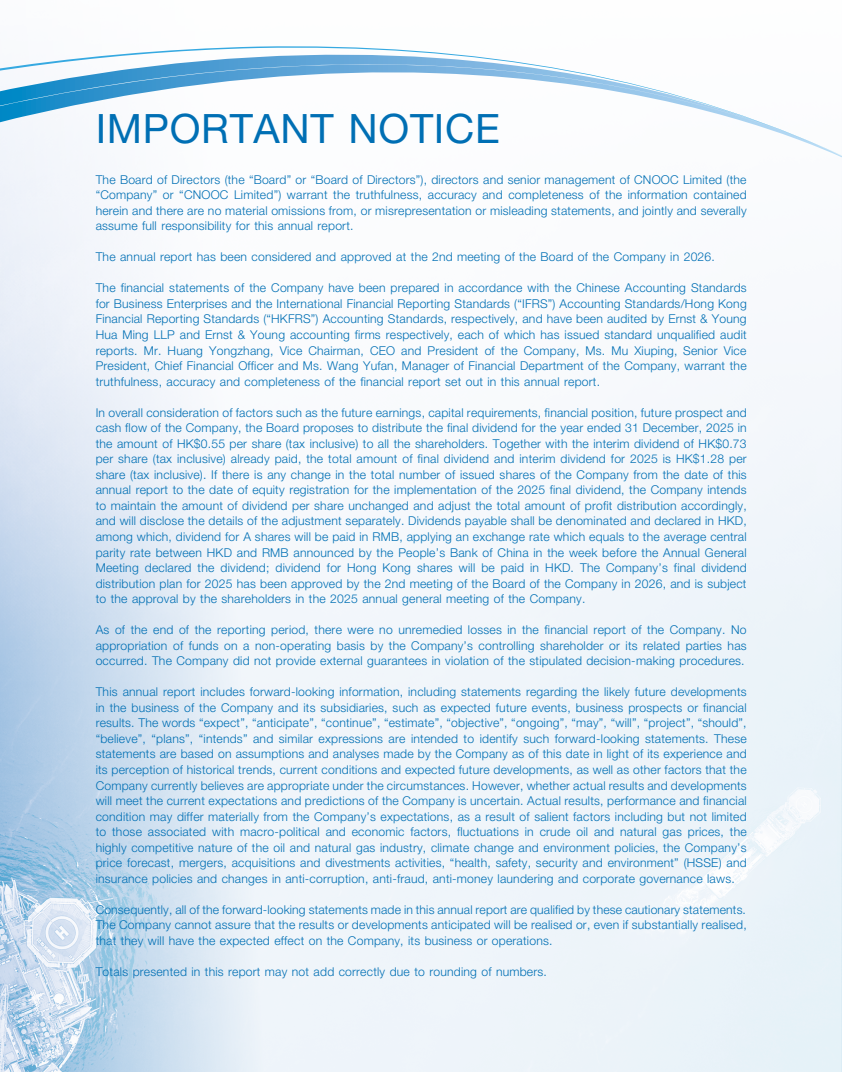 IMPORTANT NOTICE
The Board of Directors (the “Board” or “Board of Directors”), directors and senior management of CNOOC Limited (the
“Company” or “CNOOC Limited”) warrant the truthfulness, accuracy and completeness of the information contained
herein and there are no material omissions from, or misrepresentation or misleading statements, and jointly and severally
assume full responsibility for this annual report.
The annual report has been considered and approved at the 2nd meeting of the Board of the Company in 2026.
The financial statements of the Company have been prepared in accordance with the Chinese Accounting Standards
for Business Enterprises and the International Financial Reporting Standards (“IFRS”) Accounting Standards/Hong Kong
Financial Reporting Standards (“HKFRS”) Accounting Standards, respectively, and have been audited by Ernst & Young
Hua Ming LLP and Ernst & Young accounting firms respectively, each of which has issued standard unqualified audit
reports. Mr. Huang Yongzhang, Vice Chairman, CEO and President of the Company, Ms. Mu Xiuping, Senior Vice
President, Chief Financial Officer and Ms. Wang Yufan, Manager of Financial Department of the Company, warrant the
truthfulness, accuracy and completeness of the financial report set out in this annual report.
In overall consideration of factors such as the future earnings, capital requirements, financial position, future prospect and
cash flow of the Company, the Board proposes to distribute the final dividend for the year ended 31 December, 2025 in
the amount of HK$0.55 per share (tax inclusive) to all the shareholders. Together with the interim dividend of HK$0.73
per share (tax inclusive) already paid, the total amount of final dividend and interim dividend for 2025 is HK$1.28 per
share (tax inclusive). If there is any change in the total number of issued shares of the Company from the date of this
annual report to the date of equity registration for the implementation of the 2025 final dividend, the Company intends
to maintain the amount of dividend per share unchanged and adjust the total amount of profit distribution accordingly,
and will disclose the details of the adjustment separately. Dividends payable shall be denominated and declared in HKD,
among which, dividend for A shares will be paid in RMB, applying an exchange rate which equals to the average central
parity rate between HKD and RMB announced by the People’s Bank of China in the week before the Annual General
Meeting declared the dividend; dividend for Hong Kong shares will be paid in HKD. The Company’s final dividend
distribution plan for 2025 has been approved by the 2nd meeting of the Board of the Company in 2026, and is subject
to the approval by the shareholders in the 2025 annual general meeting of the Company.
As of the end of the reporting period, there were no unremedied losses in the financial report of the Company. No
appropriation of funds on a non-operating basis by the Company’s controlling shareholder or its related parties has
occurred. The Company did not provide external guarantees in violation of the stipulated decision-making procedures.
This annual report includes forward-looking information, including statements regarding the likely future developments
in the business of the Company and its subsidiaries, such as expected future events, business prospects or financial
results. The words “expect”, “anticipate”, “continue”, “estimate”, “objective”, “ongoing”, “may”, “will”, “project”, “should”,
“believe”, “plans”, “intends” and similar expressions are intended to identify such forward-looking statements. These
statements are based on assumptions and analyses made by the Company as of this date in light of its experience and
its perception of historical trends, current conditions and expected future developments, as well as other factors that the
Company currently believes are appropriate under the circumstances. However, whether actual results and developments
will meet the current expectations and predictions of the Company is uncertain. Actual results, performance and financial
condition may differ materially from the Company’s expectations, as a result of salient factors including but not limited
to those associated with macro-political and economic factors, fluctuations in crude oil and natural gas prices, the
highly competitive nature of the oil and natural gas industry, climate change and environment policies, the Company’s
price forecast, mergers, acquisitions and divestments activities, “health, safety, security and environment” (HSSE) and
insurance policies and changes in anti-corruption, anti-fraud, anti-money laundering and corporate governance laws.
Consequently, all of the forward-looking statements made in this annual report are qualified by these cautionary statements.
The Company cannot assure that the results or developments anticipated will be realised or, even if substantially realised,
that they will have the expected effect on the Company, its business or operations.
Totals presented in this report may not add correctly due to rounding of numbers.
H